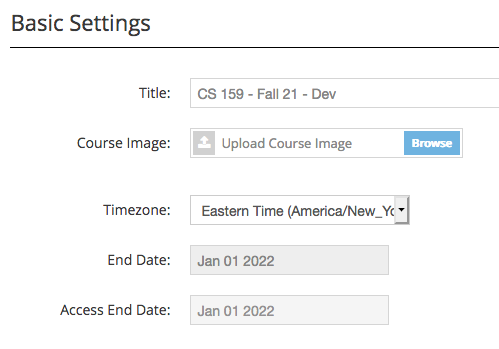 Basic Settings
Title: CS 159 - Fall 21 - Dev
Course Image: Upload Course Image Browse
Timezone: Eastern Time (America/New_Yo
End Date: Jan 01 2022
Access End Date: Jan 01 2022